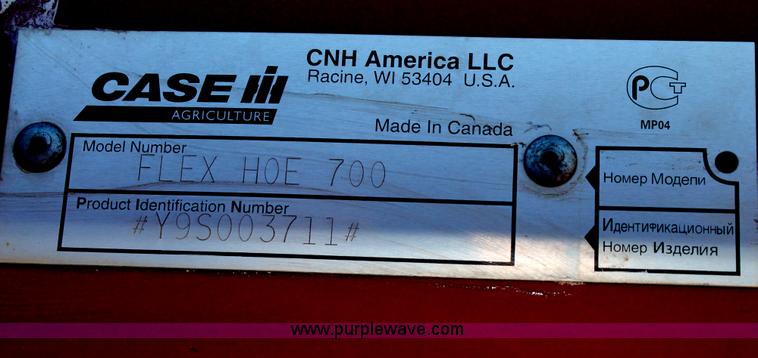 CNH America LLC
Racine, WI 53404 U.S.A.
CASE IH
AGRICULTURE
Made In Canada
PCT
MP04
Model Number
FLEX HOE 700
Product Identification Number
#Y9S003711#
Номер Модели
Идентификационный
Номер Изделия
www.purplewave.com